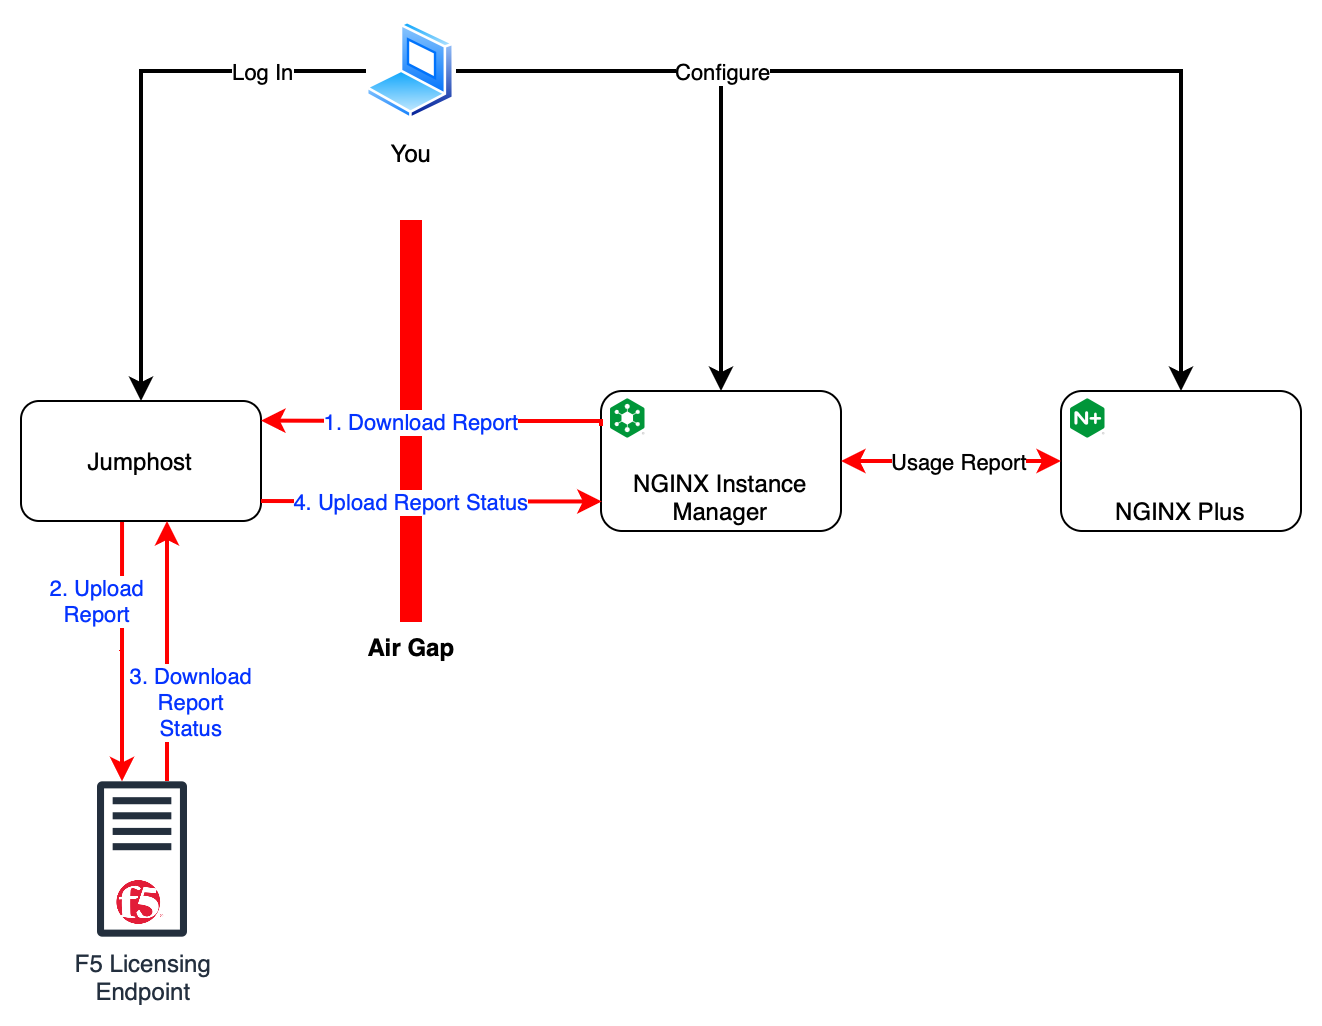 Log In
Configure
You
1. Download Report
Jumphost
4. Upload Report Status
NGINX Instance
Manager
Usage Report
N+
NGINX Plus
2. Upload
Report
Air Gap
3. Download
Report
Status
f5
F5 Licensing
Endpoint